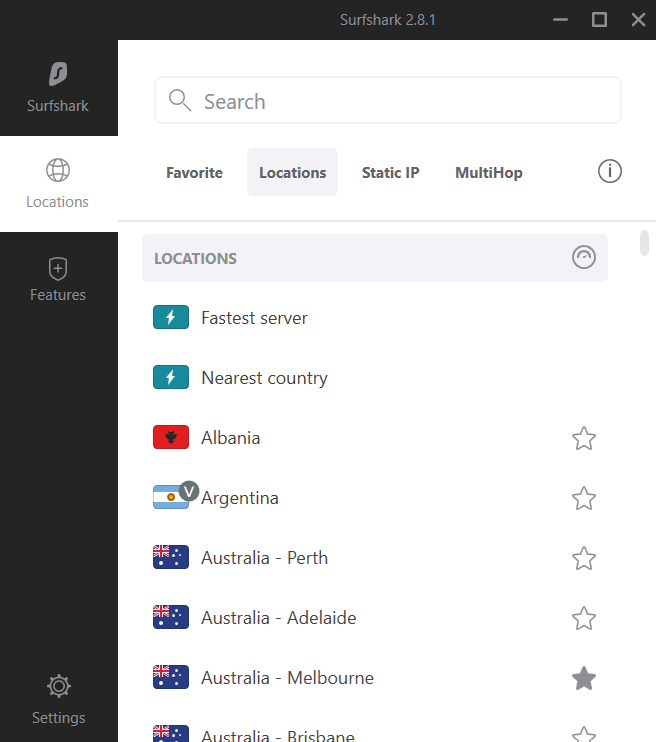 Surfshark 2.8.1
Surfshark
Locations
Features
Settings
Search
Favorite Locations Static IP MultiHop
LOCATIONS
Fastest server
Nearest country
Albania
V
Argentina
Australia - Perth
Australia - Adelaide
Australia - Melbourne
Australia - Brisbane